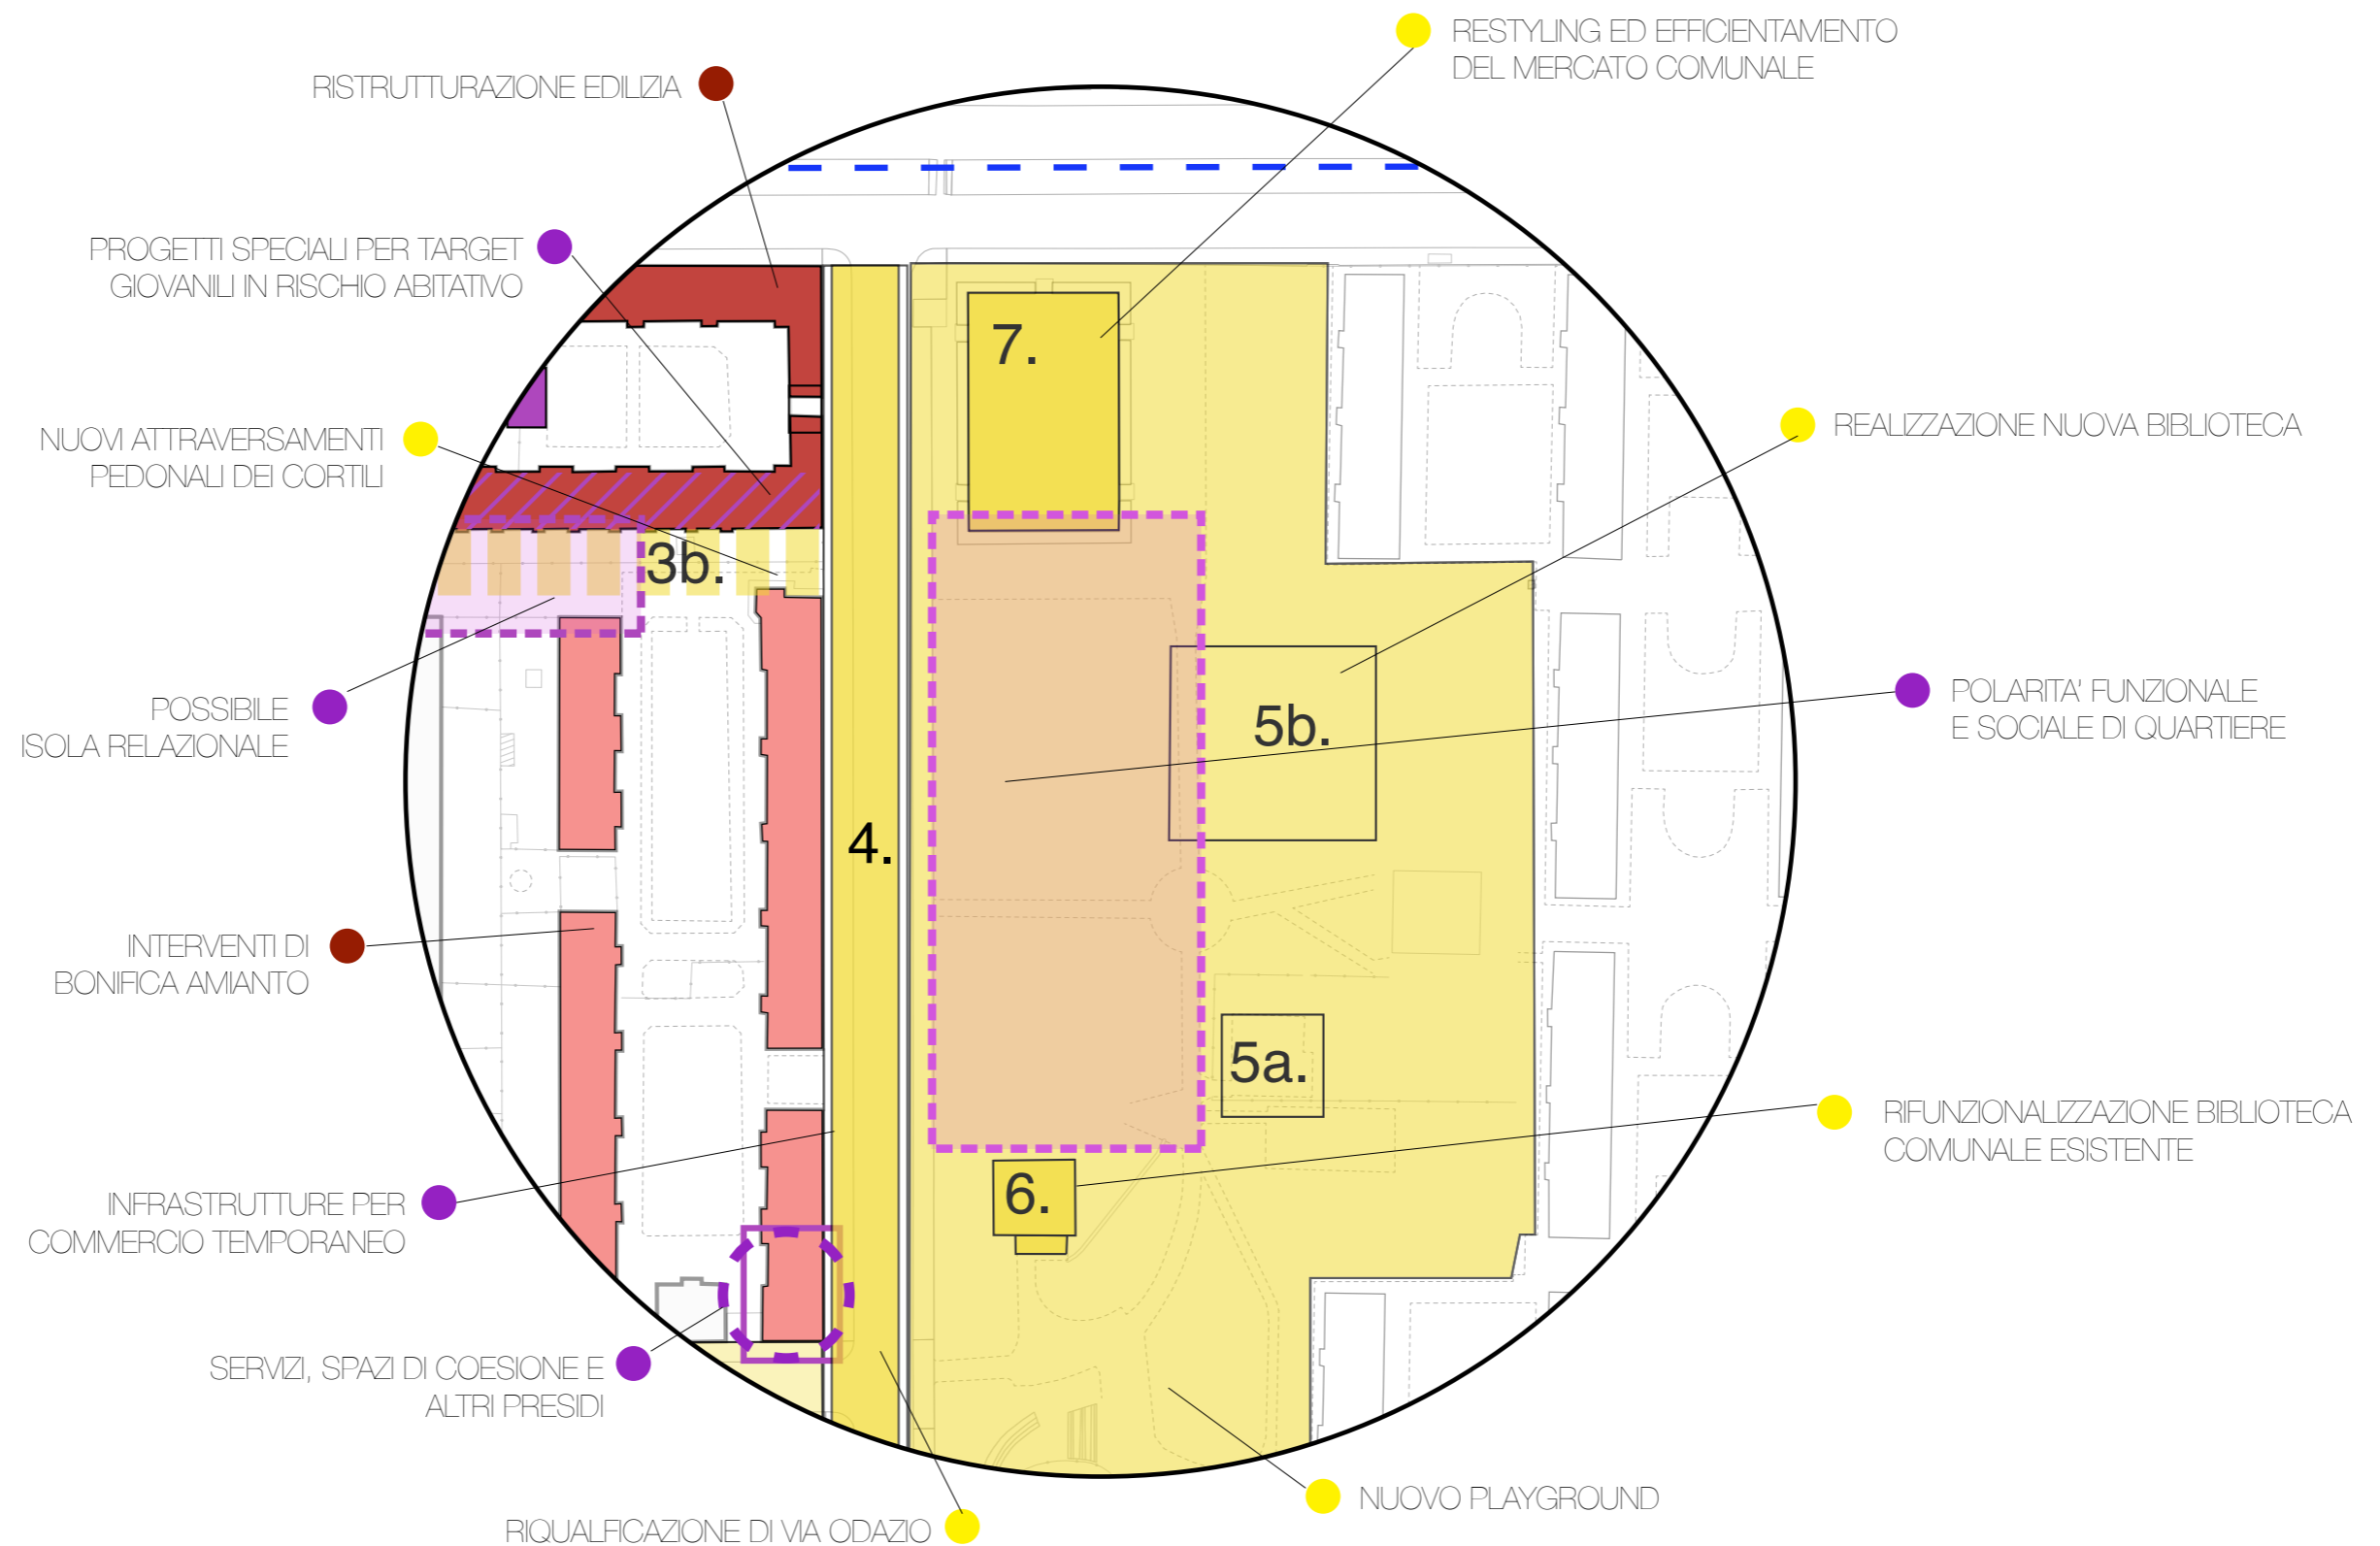 RESTYLING ED EFFICIENTAMENTO
DEL MERCATO COMUNALE
RISTRUTTURAZIONE EDILIZIA
PROGETTI SPECIALI PER TARGET
GIOVANILI IN RISCHIO ABITATIVO
7.
NUOVI ATTRAVERSAMENTI
PEDONALI DEI CORTILI
REALIZZAZIONE NUOVA BIBLIOTECA
3b.
POSSIBILE
ISOLA RELAZIONALE
5b.
POLARITA' FUNZIONALE
E SOCIALE DI QUARTIERE
4.
INTERVENTI DI
BONIFICA AMIANTO
5a.
RIFUNZIONALIZZAZIONE BIBLIOTECA
COMUNALE ESISTENTE
6.
INFRASTRUTTURE PER
COMMERCIO TEMPORANEO
SERVIZI, SPAZI DI COESIONE E
ALTRI PRESIDI
NUOVO PLAYGROUND
RIQUALFICAZIONE DI VIA ODAZIO